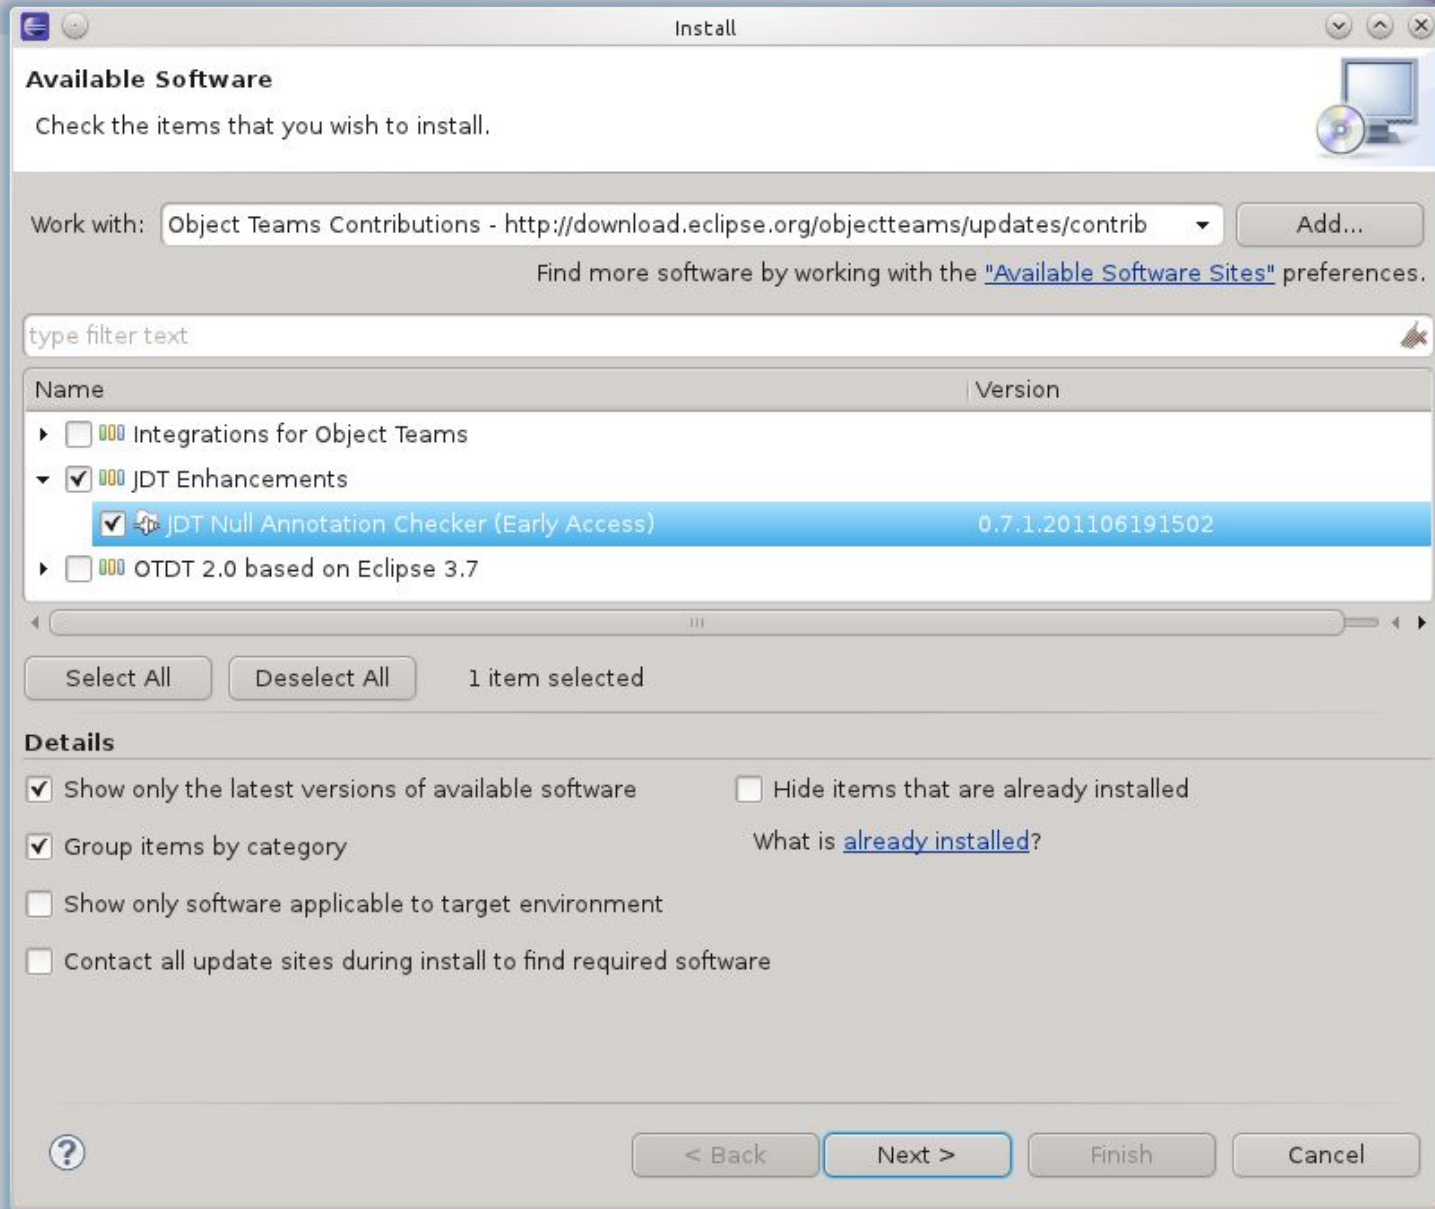 Install
Available Software
Check the items that you wish to install.
Work with: Object Teams Contributions - http://download.eclipse.org/objectteams/updates/contrib Add...
Find more software by working with the "Available Software Sites" preferences.
type filter text
Name Version
Integrations for Object Teams
JDT Enhancements
JDT Null Annotation Checker (Early Access) 0.7.1.201106191502
OTDT 2.0 based on Eclipse 3.7
Select All Deselect All 1 item selected
Details
Show only the latest versions of available software Hide items that are already installed
Group items by category What is already installed?
Show only software applicable to target environment
Contact all update sites during install to find required software
? < Back Next > Finish Cancel